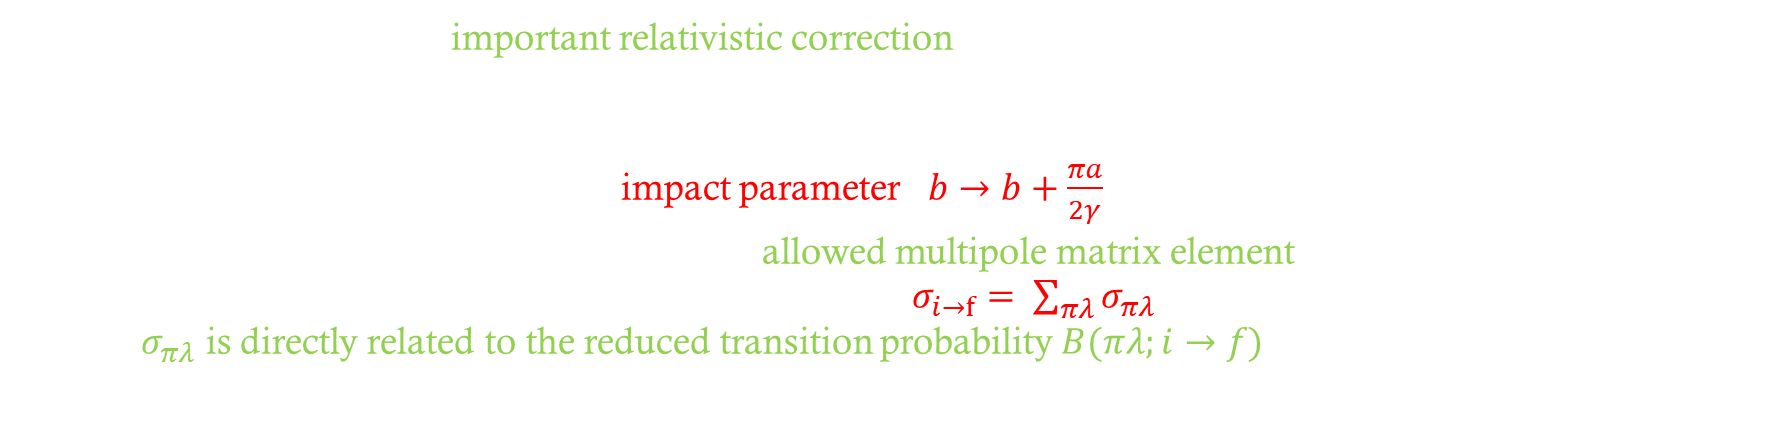 important relativistic correction
impact parameter b → b + πa/2γ
allowed multipole matrix element
σ_{i→f} = ∑_{πλ} σ_{πλ}
σ_{πλ} is directly related to the reduced transition probability B(πλ; i → f)